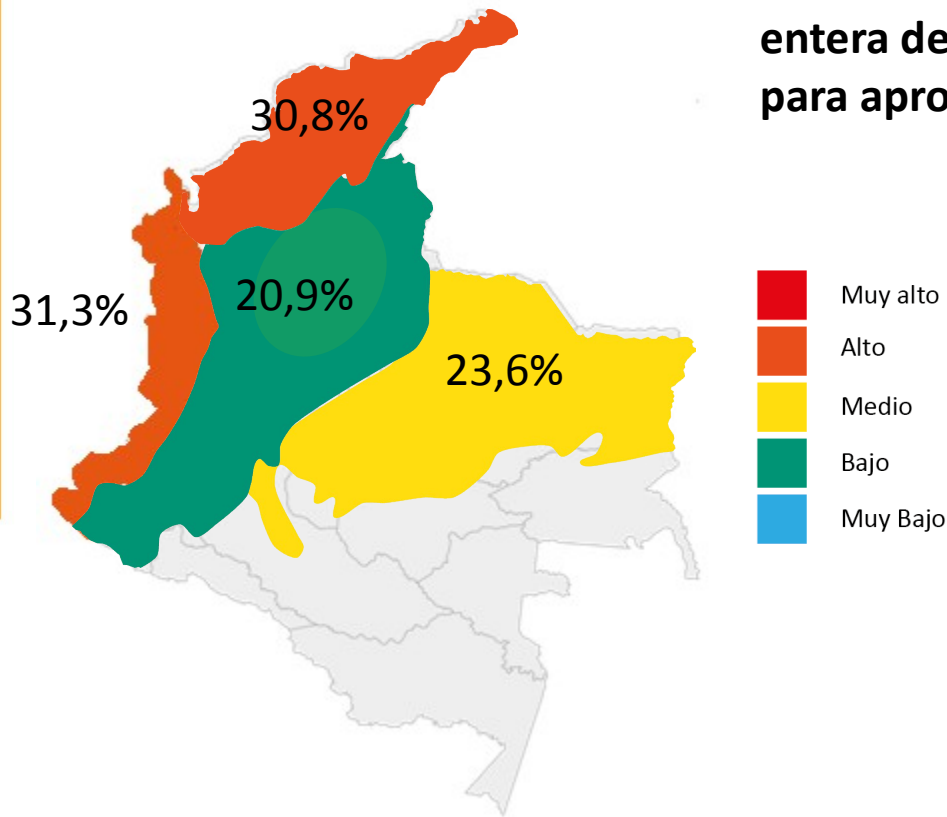 entera de
para apro
30,8%
31,3%
20,9%
23,6%
Muy alto
Alto
Medio
Bajo
Muy Bajo